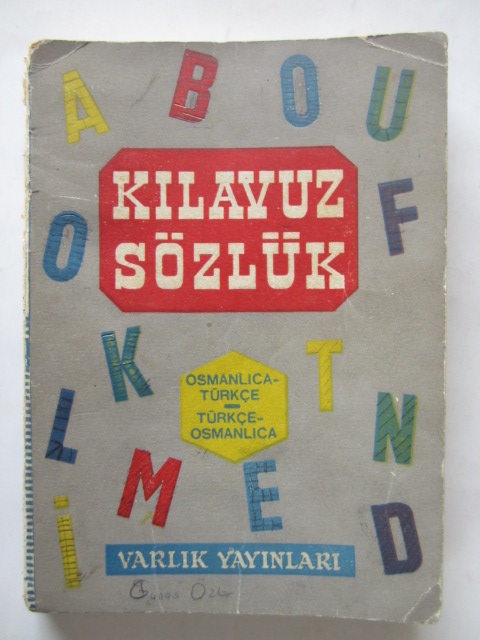 A B O U
KILAVUZ
SÖZLÜK
O F
K T
OSMANLICA-
TÜRKÇE
—
TÜRKÇE-
OSMANLICA
L N
M E
İ D
VARLIK YAYINLARI